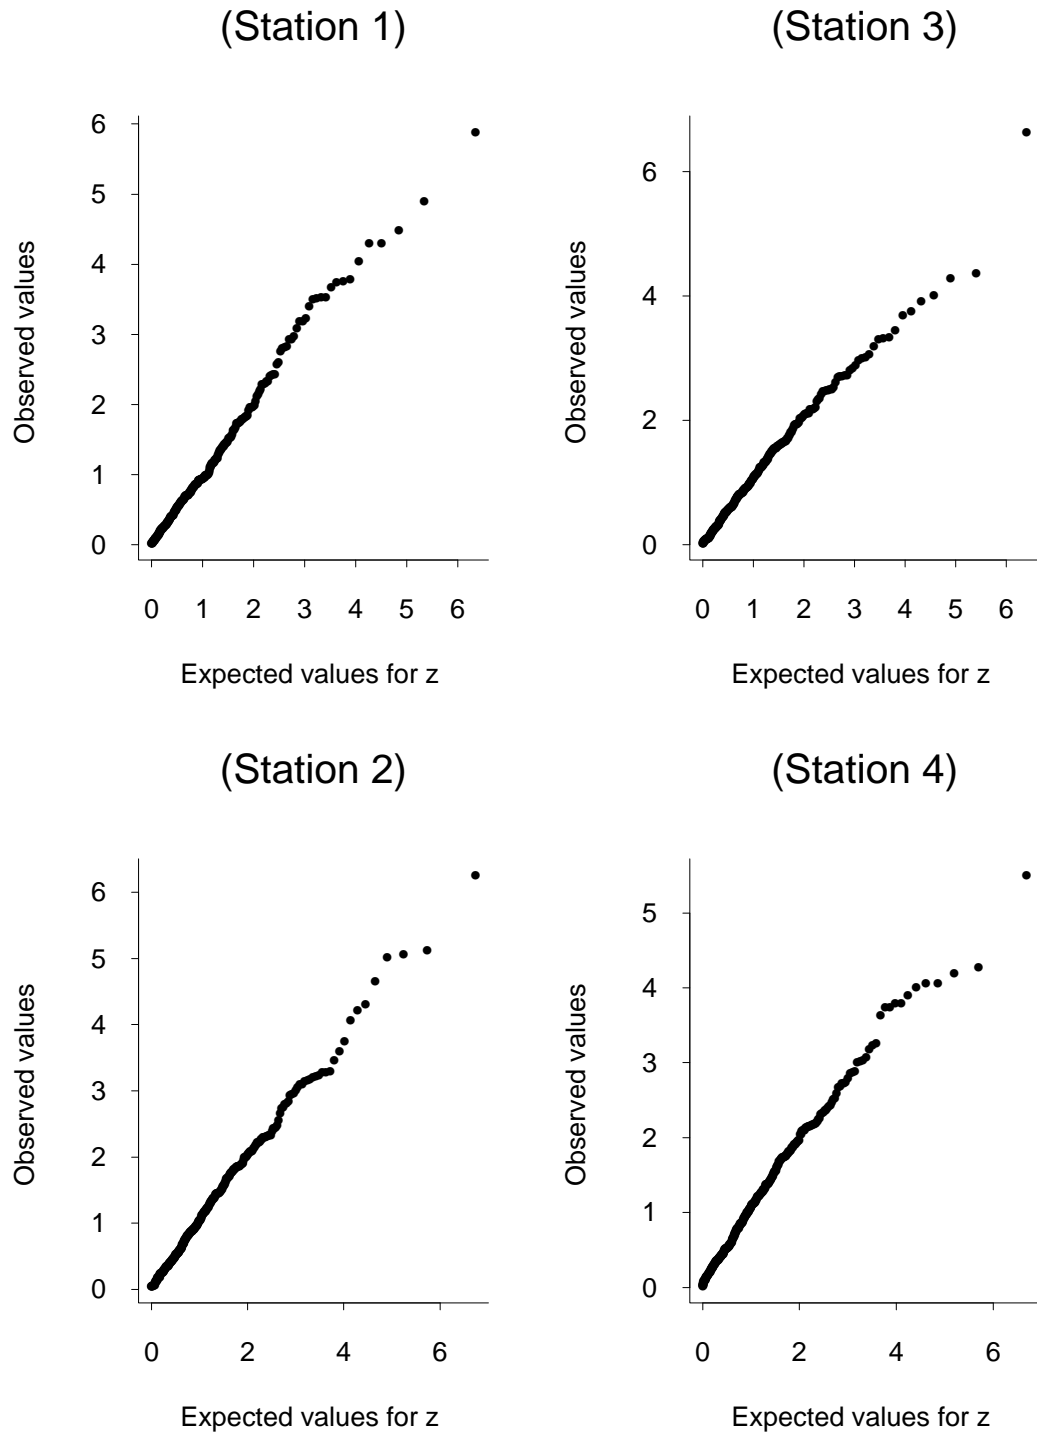 (Station 1)
Observed values
6
5
4
3
2
1
0
0 1 2 3 4 5 6
Expected values for z
(Station 3)
Observed values
6
4
2
0
0 1 2 3 4 5 6
Expected values for z
(Station 2)
Observed values
6
5
4
3
2
1
0
0 2 4 6
Expected values for z
(Station 4)
Observed values
5
4
3
2
1
0
0 2 4 6
Expected values for z